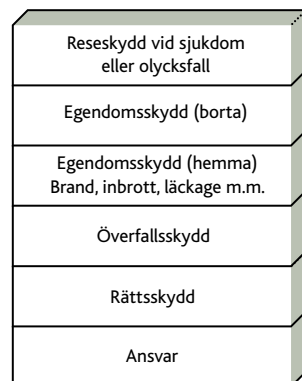 Reseskydd vid sjukdom
eller olycksfall
Egendomsskydd (borta)
Egendomsskydd (hemma)
Brand, inbrott, läckage m.m.
Överfallsskydd
Rättsskydd
Ansvar